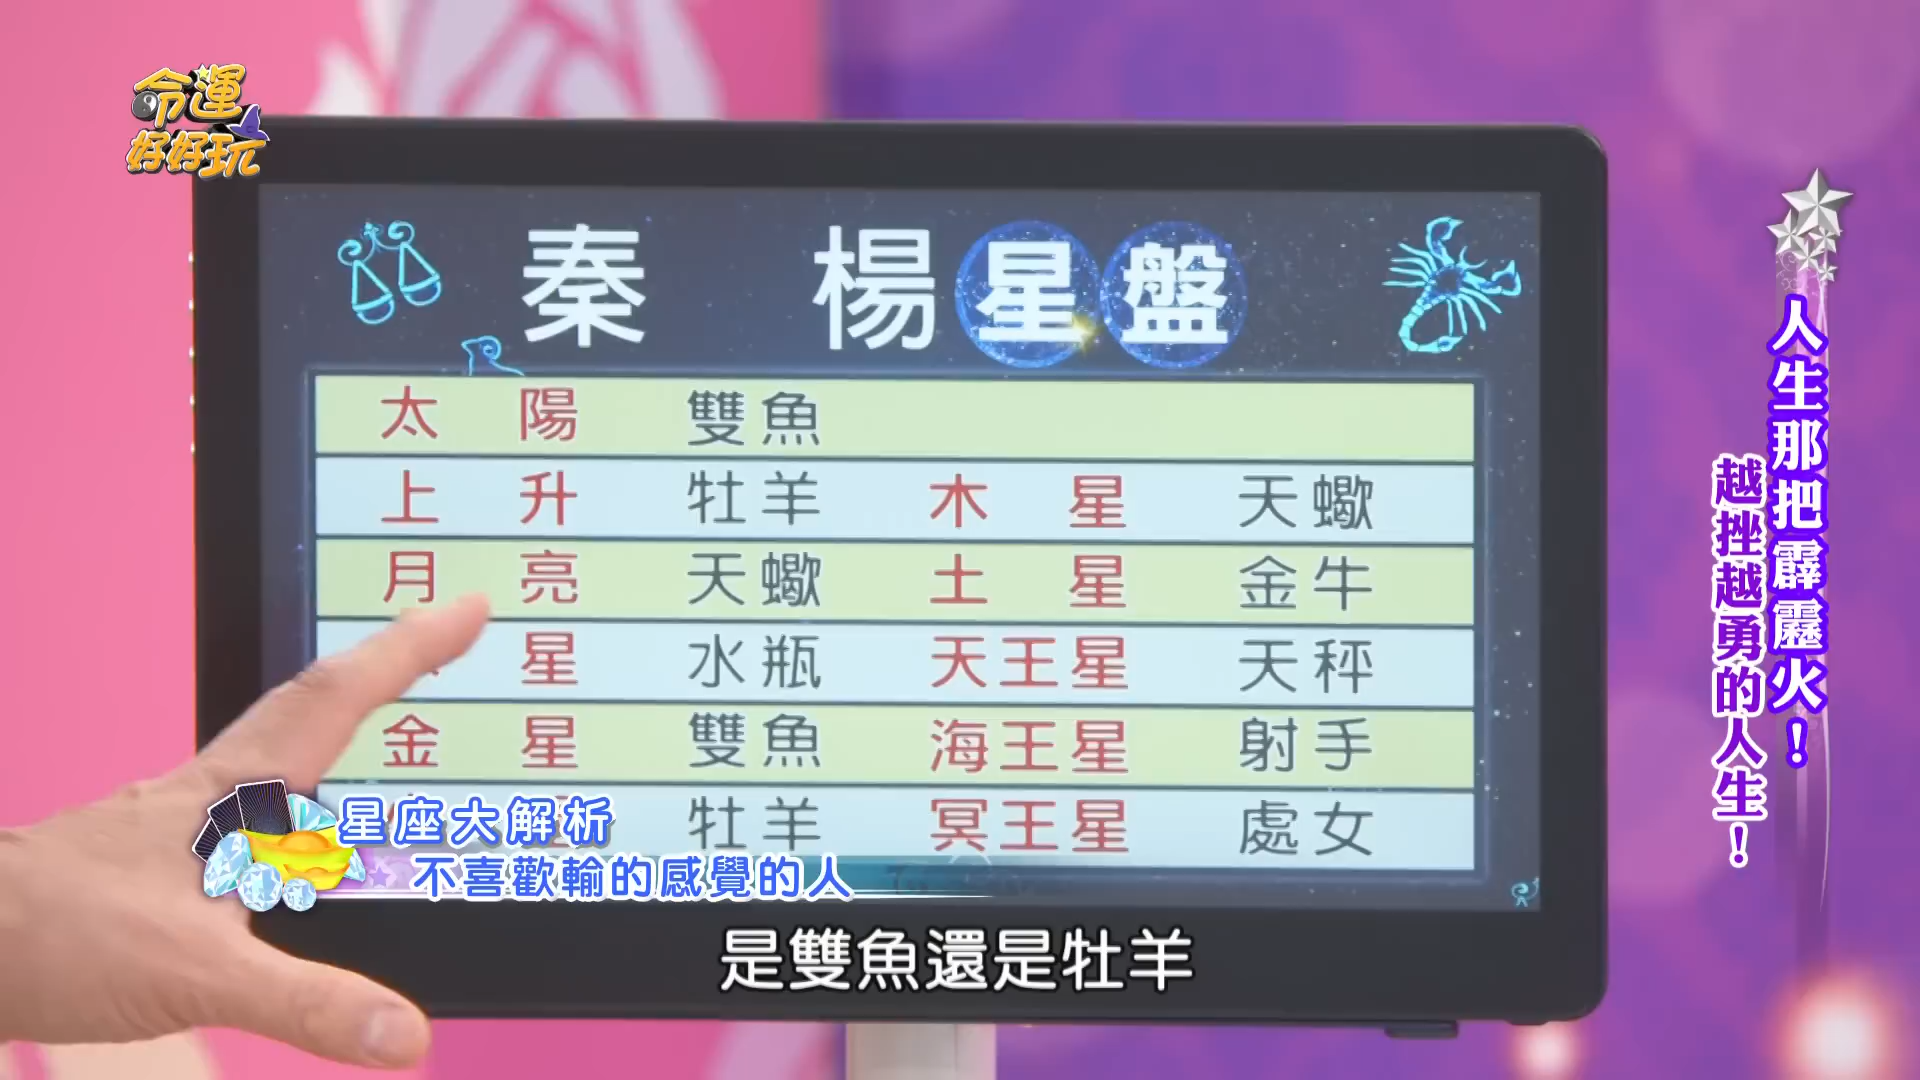 命運
好好玩
秦 楊星盤
太陽 雙魚
上升 牡羊 木星 天蠍
月亮 天蠍 土星 金牛
星 水瓶 天王星 天秤
金星 雙魚 海王星 射手
牡羊 冥王星 處女
星座大解析
不喜歡輸的感覺的人
是雙魚還是牡羊
人生那把霹靂火！
越挫越勇的人生！